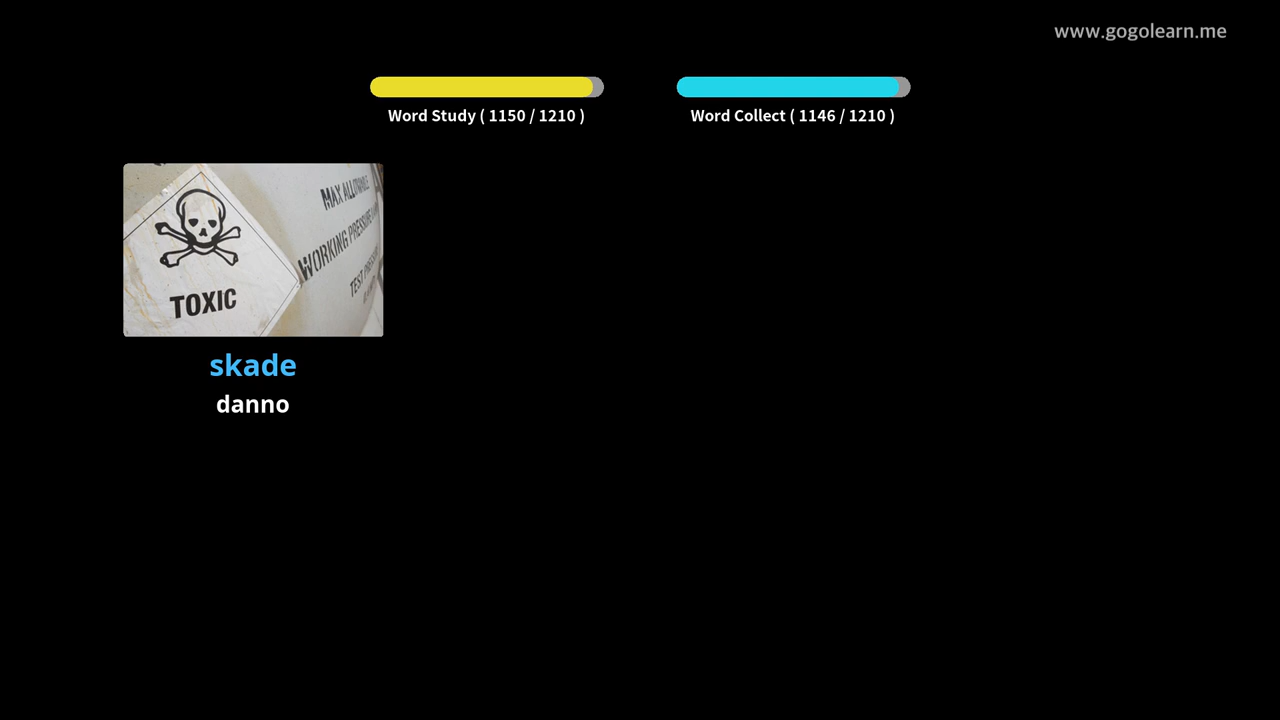 www.gogolearn.me
Word Study ( 1150 / 1210 )
Word Collect ( 1146 / 1210 )
MAX ALLOWABLE
WORKING PRESSURE
TEST
TOXIC
skade
danno